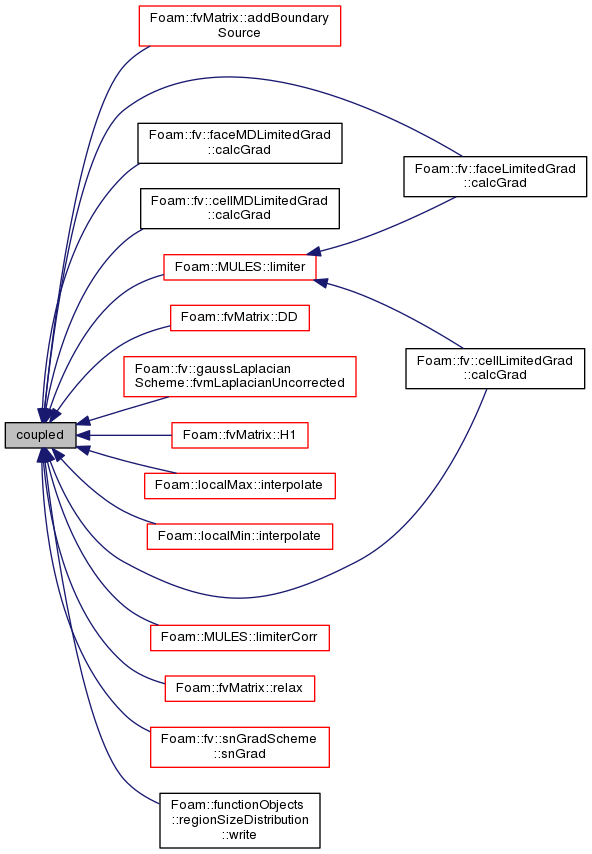 Foam::fvMatrix::addBoundary
Source
Foam::fv::faceMDLimitedGrad
::calcGrad
Foam::fv::faceLimitedGrad
::calcGrad
Foam::fv::cellMDLimitedGrad
::calcGrad
Foam::MULES::limiter
Foam::fvMatrix::DD
Foam::fv::gaussLaplacian
Scheme::fvmLaplacianUncorrected
Foam::fv::cellLimitedGrad
::calcGrad
coupled
Foam::fvMatrix::H1
Foam::localMax::interpolate
Foam::localMin::interpolate
Foam::MULES::limiterCorr
Foam::fvMatrix::relax
Foam::fv::snGradScheme
::snGrad
Foam::functionObjects
::regionSizeDistribution
::write